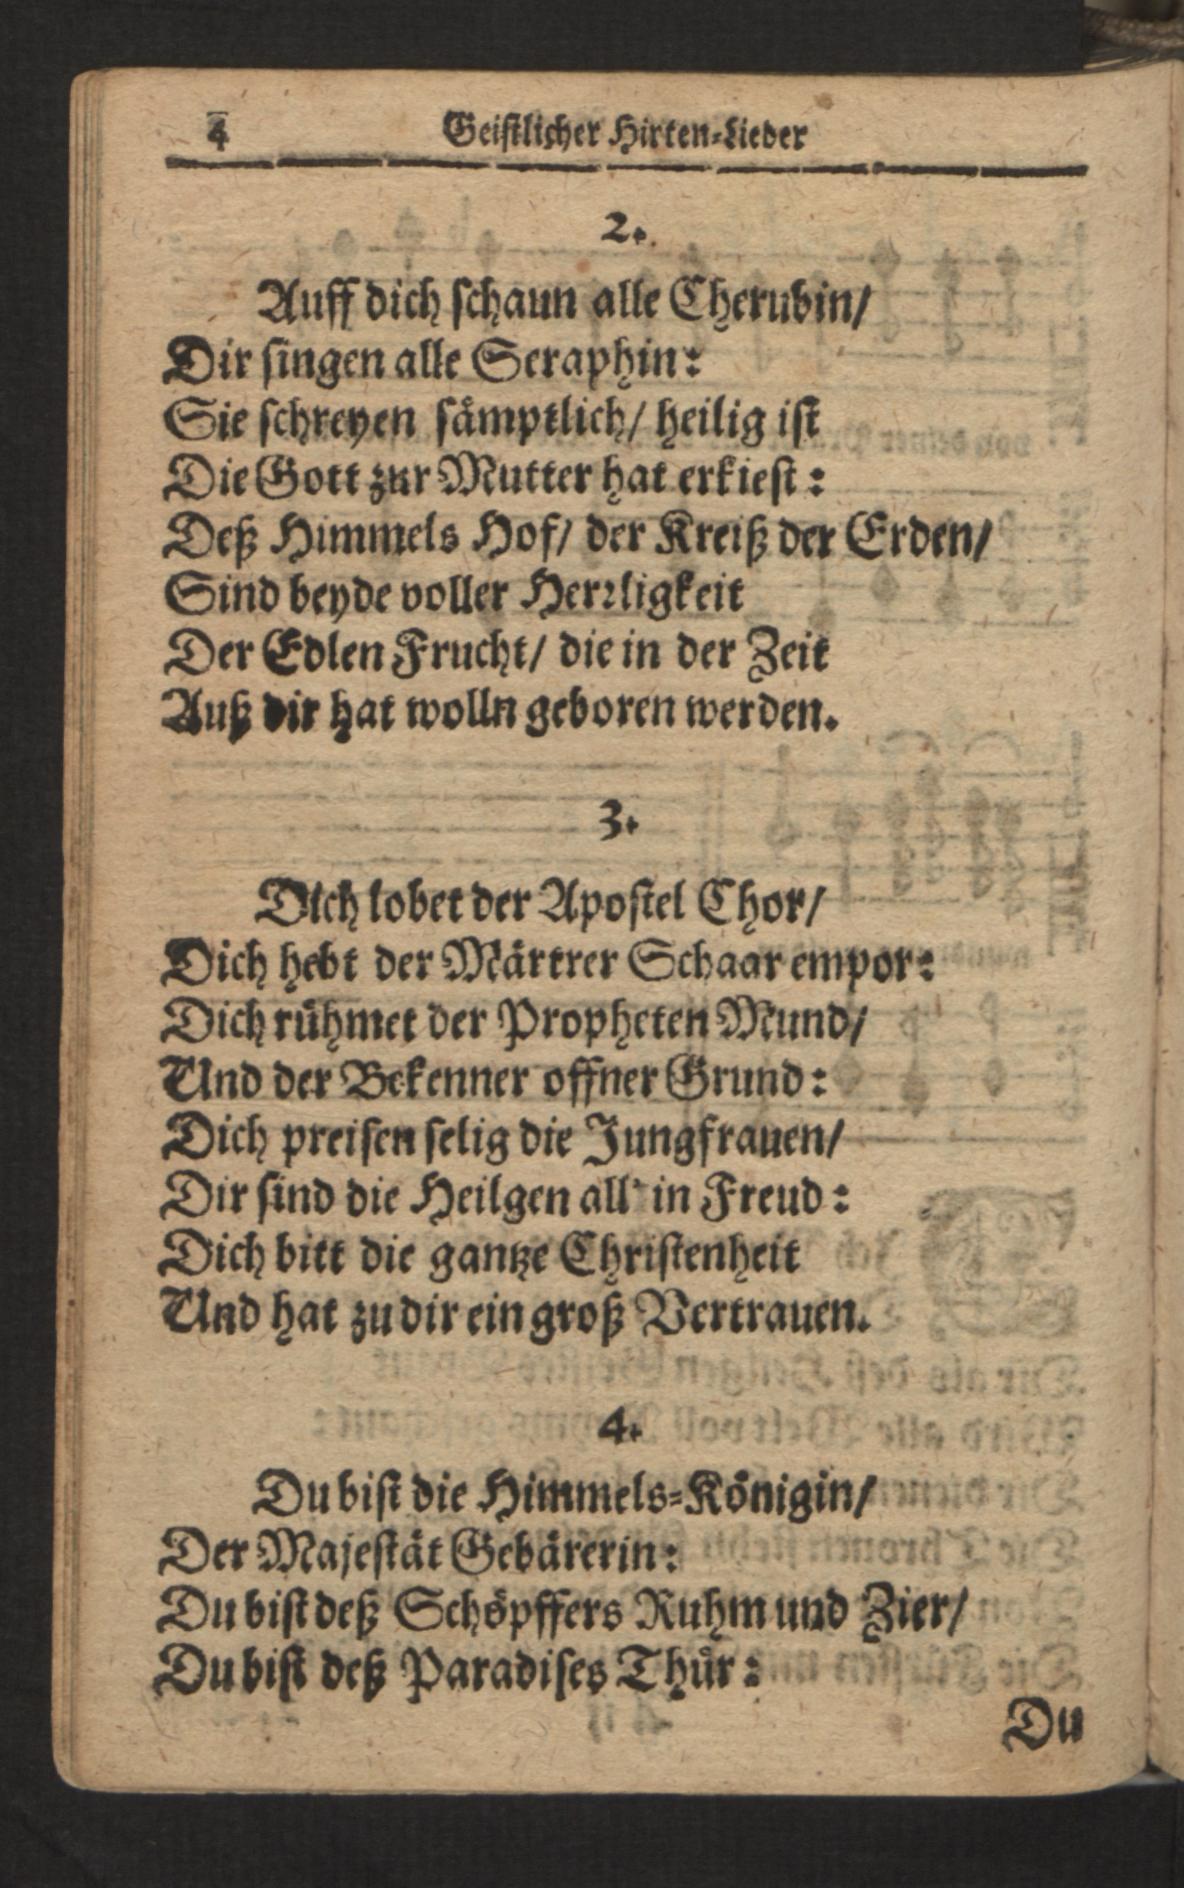 4 Geistlicher Hirten-Lieder
2.
Auff dich schaun alle Cherubin/
Dir singen alle Seraphin:
Sie schreyen sämptlich/ heilig ist
Die Gott zur Mutter hat erkiest:
Deß Himmels Hof/ der Kreiß der Erden/
Sind beyde voller Herꝛligkeit
Der Edlen Frucht/ die in der Zeit
Auß dir hat wolln geboren werden.
3.
Dich lobet der Apostel Chor/
Dich hebt der Märtrer Schaar empor:
Dich rühmet der Propheten Mund/
Und der Bekenner offner Grund:
Dich preisen selig die Jungfrauen/
Dir sind die Heilgen all' in Freud:
Dich bitt die gantze Christenheit
Und hat zu dir ein groß Vertrauen.
4.
Du bist die Himmels-Königin/
Der Majestät Gebärerin:
Du bist deß Schöpffers Ruhm und Zier/
Du bist deß Paradises Thür:
Du